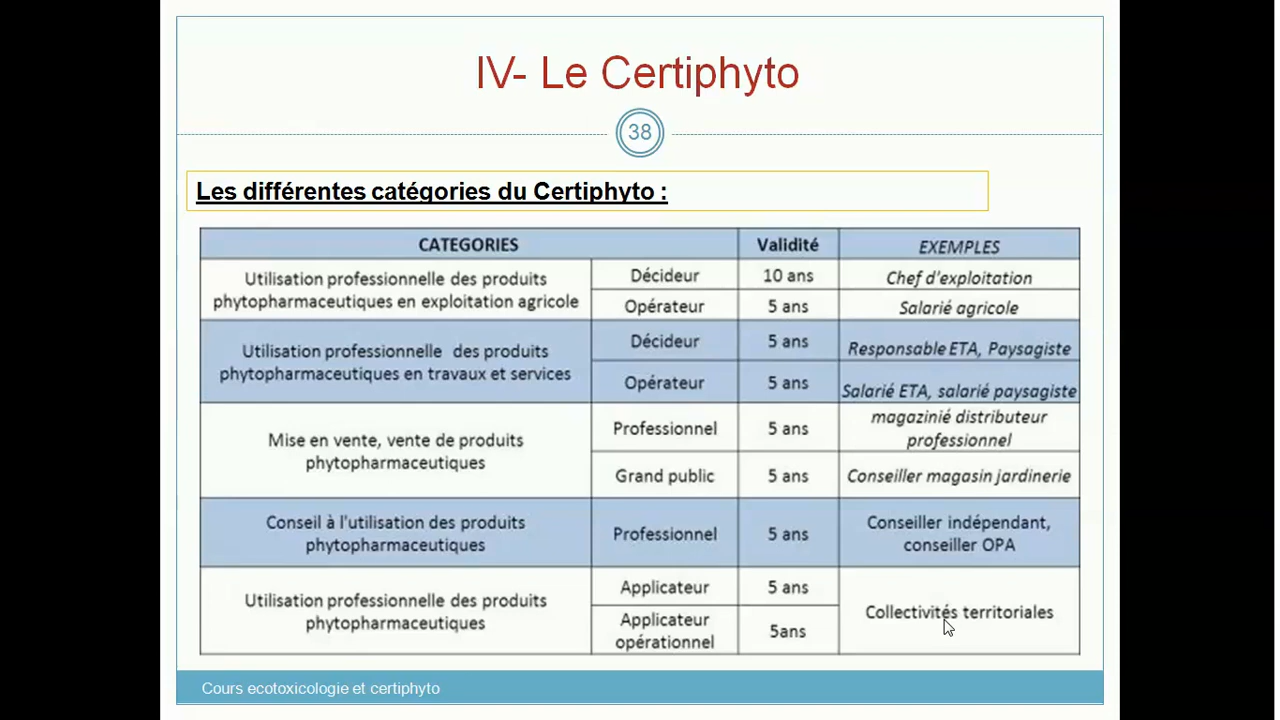 IV- Le Certiphyto
38
Les différentes catégories du Certiphyto :
CATEGORIES Validité EXEMPLES
Utilisation professionnelle des produits
phytopharmaceutiques en exploitation agricole
Décideur 10 ans Chef d'exploitation
Opérateur 5 ans Salarié agricole
Utilisation professionnelle des produits
phytopharmaceutiques en travaux et services
Décideur 5 ans Responsable ETA, Paysagiste
Opérateur 5 ans Salarié ETA, salarié paysagiste
Mise en vente, vente de produits
phytopharmaceutiques
Professionnel 5 ans magazinié distributeur
professionnel
Grand public 5 ans Conseiller magasin jardinerie
Conseil à l'utilisation des produits
phytopharmaceutiques
Professionnel 5 ans Conseiller indépendant,
conseiller OPA
Utilisation professionnelle des produits
phytopharmaceutiques
Applicateur 5 ans
Applicateur
opérationnel
5ans
Collectivités territoriales
Cours ecotoxicologie et certiphyto